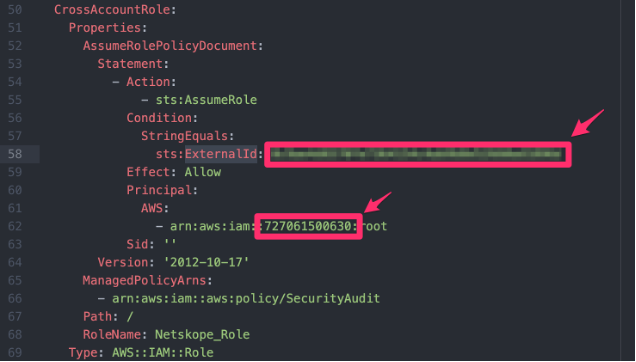 50 CrossAccountRole:
51 Properties:
52 AssumeRolePolicyDocument:
53 Statement:
54 - Action:
55 - sts:AssumeRole
56 Condition:
57 StringEquals:
58 sts:ExternalId:
59 Effect: Allow
60 Principal:
61 AWS:
62 - arn:aws:iam::727061500630:root
63 Sid: ''
64 Version: '2012-10-17'
65 ManagedPolicyArns:
66 - arn:aws:iam::aws:policy/SecurityAudit
67 Path: /
68 RoleName: Netskope_Role
69 Type: AWS::IAM::Role